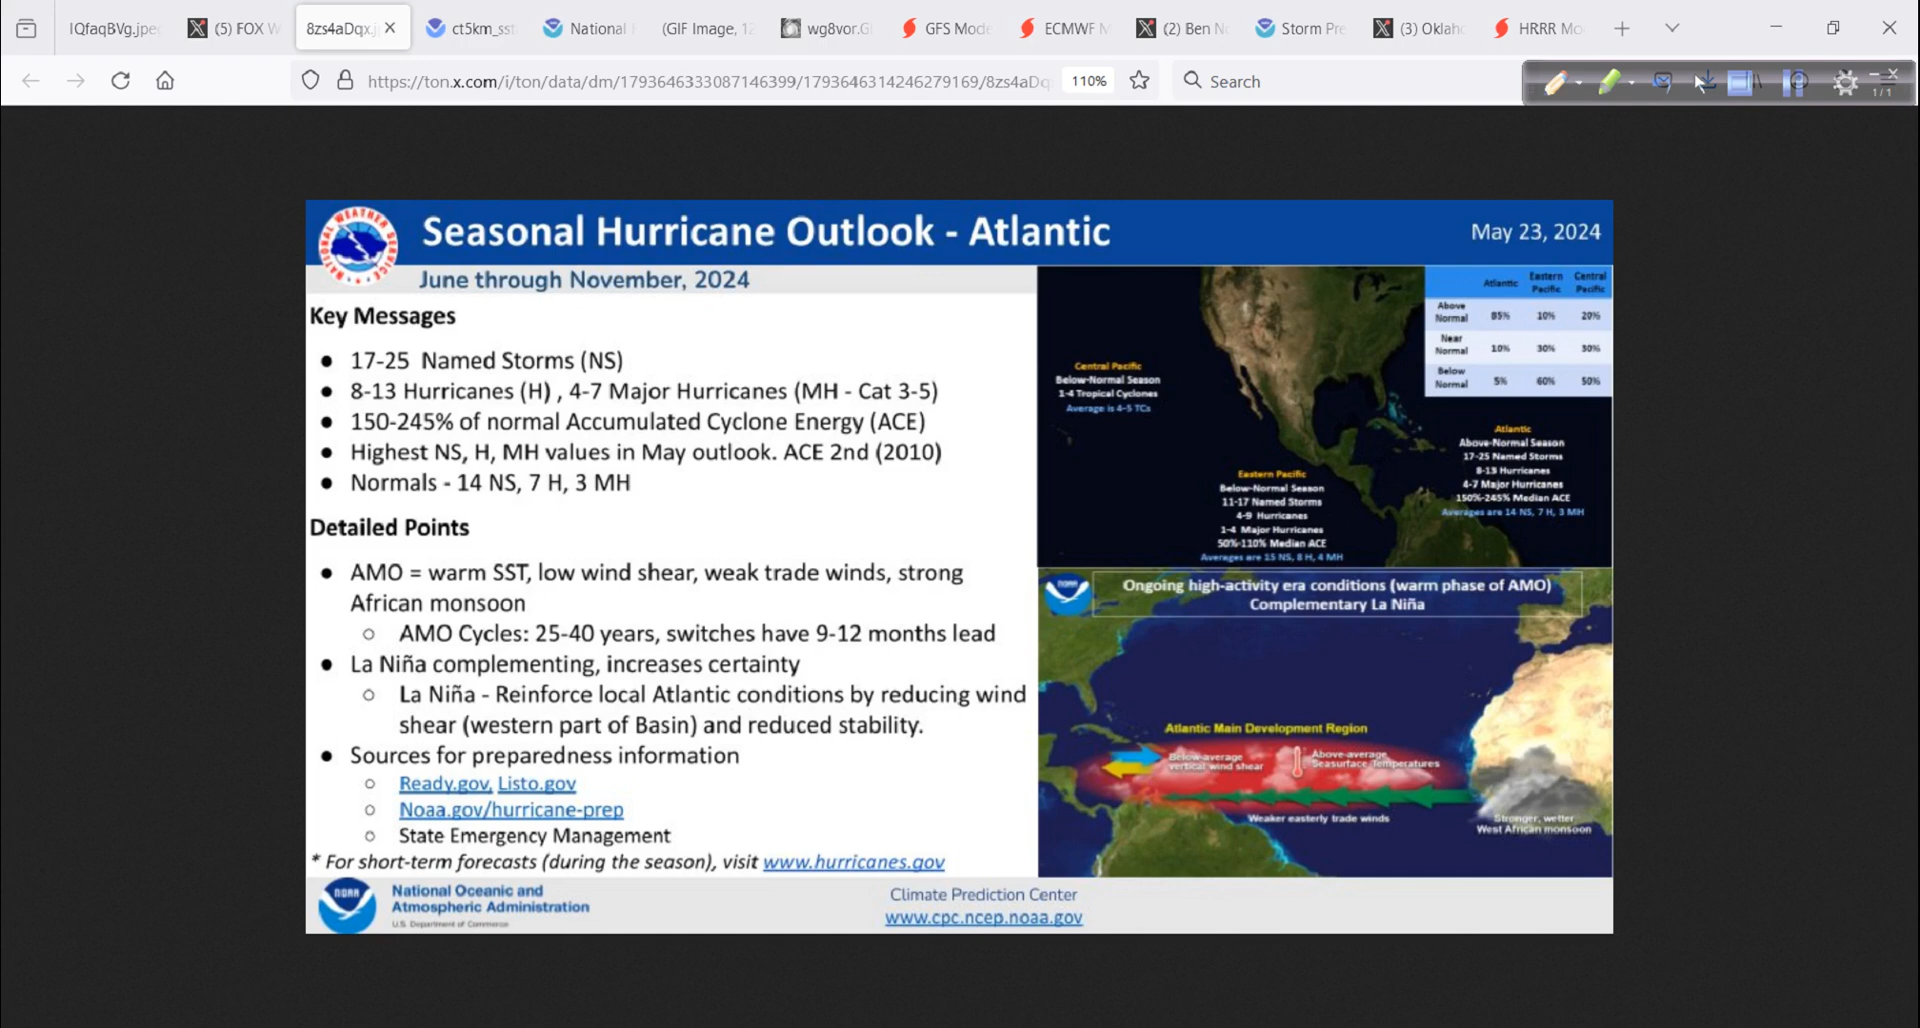 IQfaqBVg.jpe
(5) FOX W
8zs4aDqx.j
ct5km_sst
National
(GIF Image, 12
wg8vor.G
GFS Mode
ECMWF M
(2) Ben No
Storm Pre
(3) Oklaho
HRRR Mo
https://ton.x.com/i/ton/data/dm/1793646333087146399/1793646314246279169/8zs4aDq
110%
Search
1/1
NATIONAL WEATHER SERVICE
Seasonal Hurricane Outlook - Atlantic
May 23, 2024
June through November, 2024
Key Messages
● 17-25 Named Storms (NS)
● 8-13 Hurricanes (H) , 4-7 Major Hurricanes (MH - Cat 3-5)
● 150-245% of normal Accumulated Cyclone Energy (ACE)
● Highest NS, H, MH values in May outlook. ACE 2nd (2010)
● Normals - 14 NS, 7 H, 3 MH
Detailed Points
● AMO = warm SST, low wind shear, weak trade winds, strong
African monsoon
○ AMO Cycles: 25-40 years, switches have 9-12 months lead
● La Niña complementing, increases certainty
○ La Niña - Reinforce local Atlantic conditions by reducing wind
shear (western part of Basin) and reduced stability.
● Sources for preparedness information
○ Ready.gov, Listo.gov
○ Noaa.gov/hurricane-prep
○ State Emergency Management
* For short-term forecasts (during the season), visit www.hurricanes.gov
Atlantic Eastern Pacific Central Pacific
Above Normal 85% 10% 20%
Near Normal 10% 30% 30%
Below Normal 5% 60% 50%
Central Pacific
Below-Normal Season
1-4 Tropical Cyclones
Average is 4-5 TCs
Eastern Pacific
Below-Normal Season
11-17 Named Storms
4-9 Hurricanes
1-4 Major Hurricanes
50%-110% Median ACE
Averages are 15 NS, 8 H, 4 MH
Atlantic
Above-Normal Season
17-25 Named Storms
8-13 Hurricanes
4-7 Major Hurricanes
150%-245% Median ACE
Averages are 14 NS, 7 H, 3 MH
NOAA
Ongoing high-activity era conditions (warm phase of AMO)
Complementary La Niña
Atlantic Main Development Region
Below-average
vertical wind shear
Above-average
Seasurface Temperatures
Weaker easterly trade winds
Stronger, wetter
West African monsoon
NOAA
National Oceanic and
Atmospheric Administration
U.S. Department of Commerce
Climate Prediction Center
www.cpc.ncep.noaa.gov